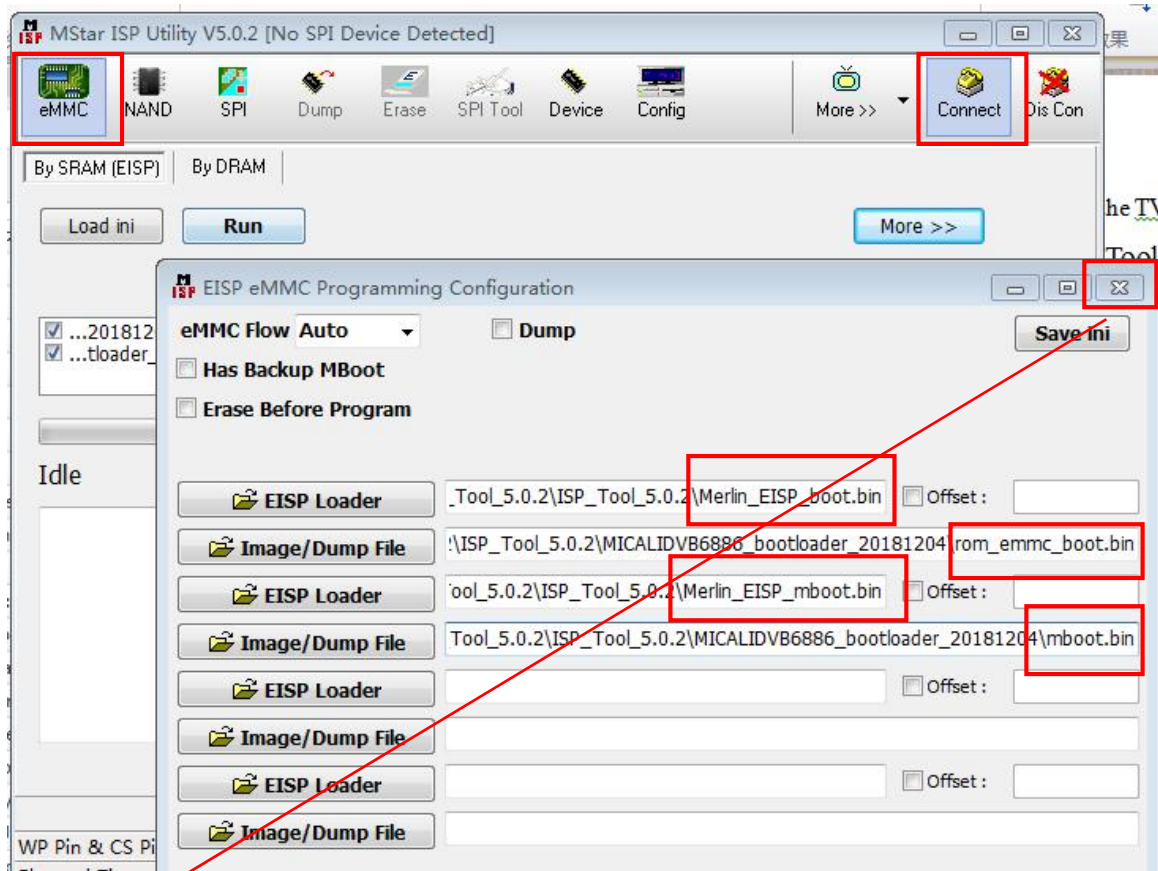 MStar ISP Utility V5.0.2 [No SPI Device Detected]
果
eMMC NAND SPI Dump Erase SPI Tool Device Config More >> Connect Dis Con
By SRAM (EISP) By DRAM
he TV
Load ini Run More >>
Tool
EISP eMMC Programming Configuration
...201812
...tloader_
eMMC Flow Auto Dump Save ini
Has Backup MBoot
Erase Before Program
Idle
EISP Loader _Tool_5.0.2\ISP_Tool_5.0.2\Merlin_EISP_boot.bin Offset :
Image/Dump File !\ISP_Tool_5.0.2\MICALIDVB6886_bootloader_20181204\rom_emmc_boot.bin
EISP Loader ool_5.0.2\ISP_Tool_5.0.2\Merlin_EISP_mboot.bin Offset :
Image/Dump File Tool_5.0.2\ISP_Tool_5.0.2\MICALIDVB6886_bootloader_20181204\mboot.bin
EISP Loader Offset :
Image/Dump File
EISP Loader Offset :
Image/Dump File
WP Pin & CS Pi